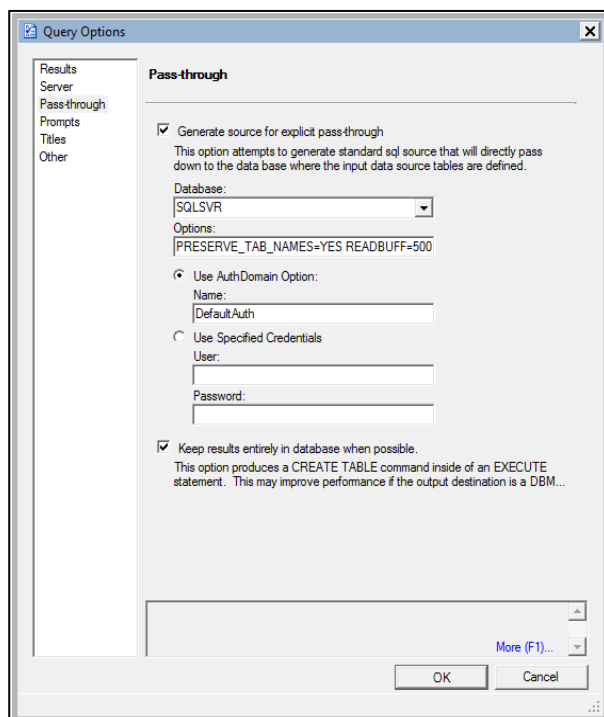 Query Options
Results
Server
Pass-through
Prompts
Titles
Other
Pass-through
Generate source for explicit pass-through
This option attempts to generate standard sql source that will directly pass
down to the data base where the input data source tables are defined.
Database:
SQLSVR
Options:
PRESERVE_TAB_NAMES=YES READBUFF=500
Use AuthDomain Option:
Name:
DefaultAuth
Use Specified Credentials
User:
Password:
Keep results entirely in database when possible.
This option produces a CREATE TABLE command inside of an EXECUTE
statement. This may improve performance if the output destination is a DBM...
More (F1)...
OK
Cancel